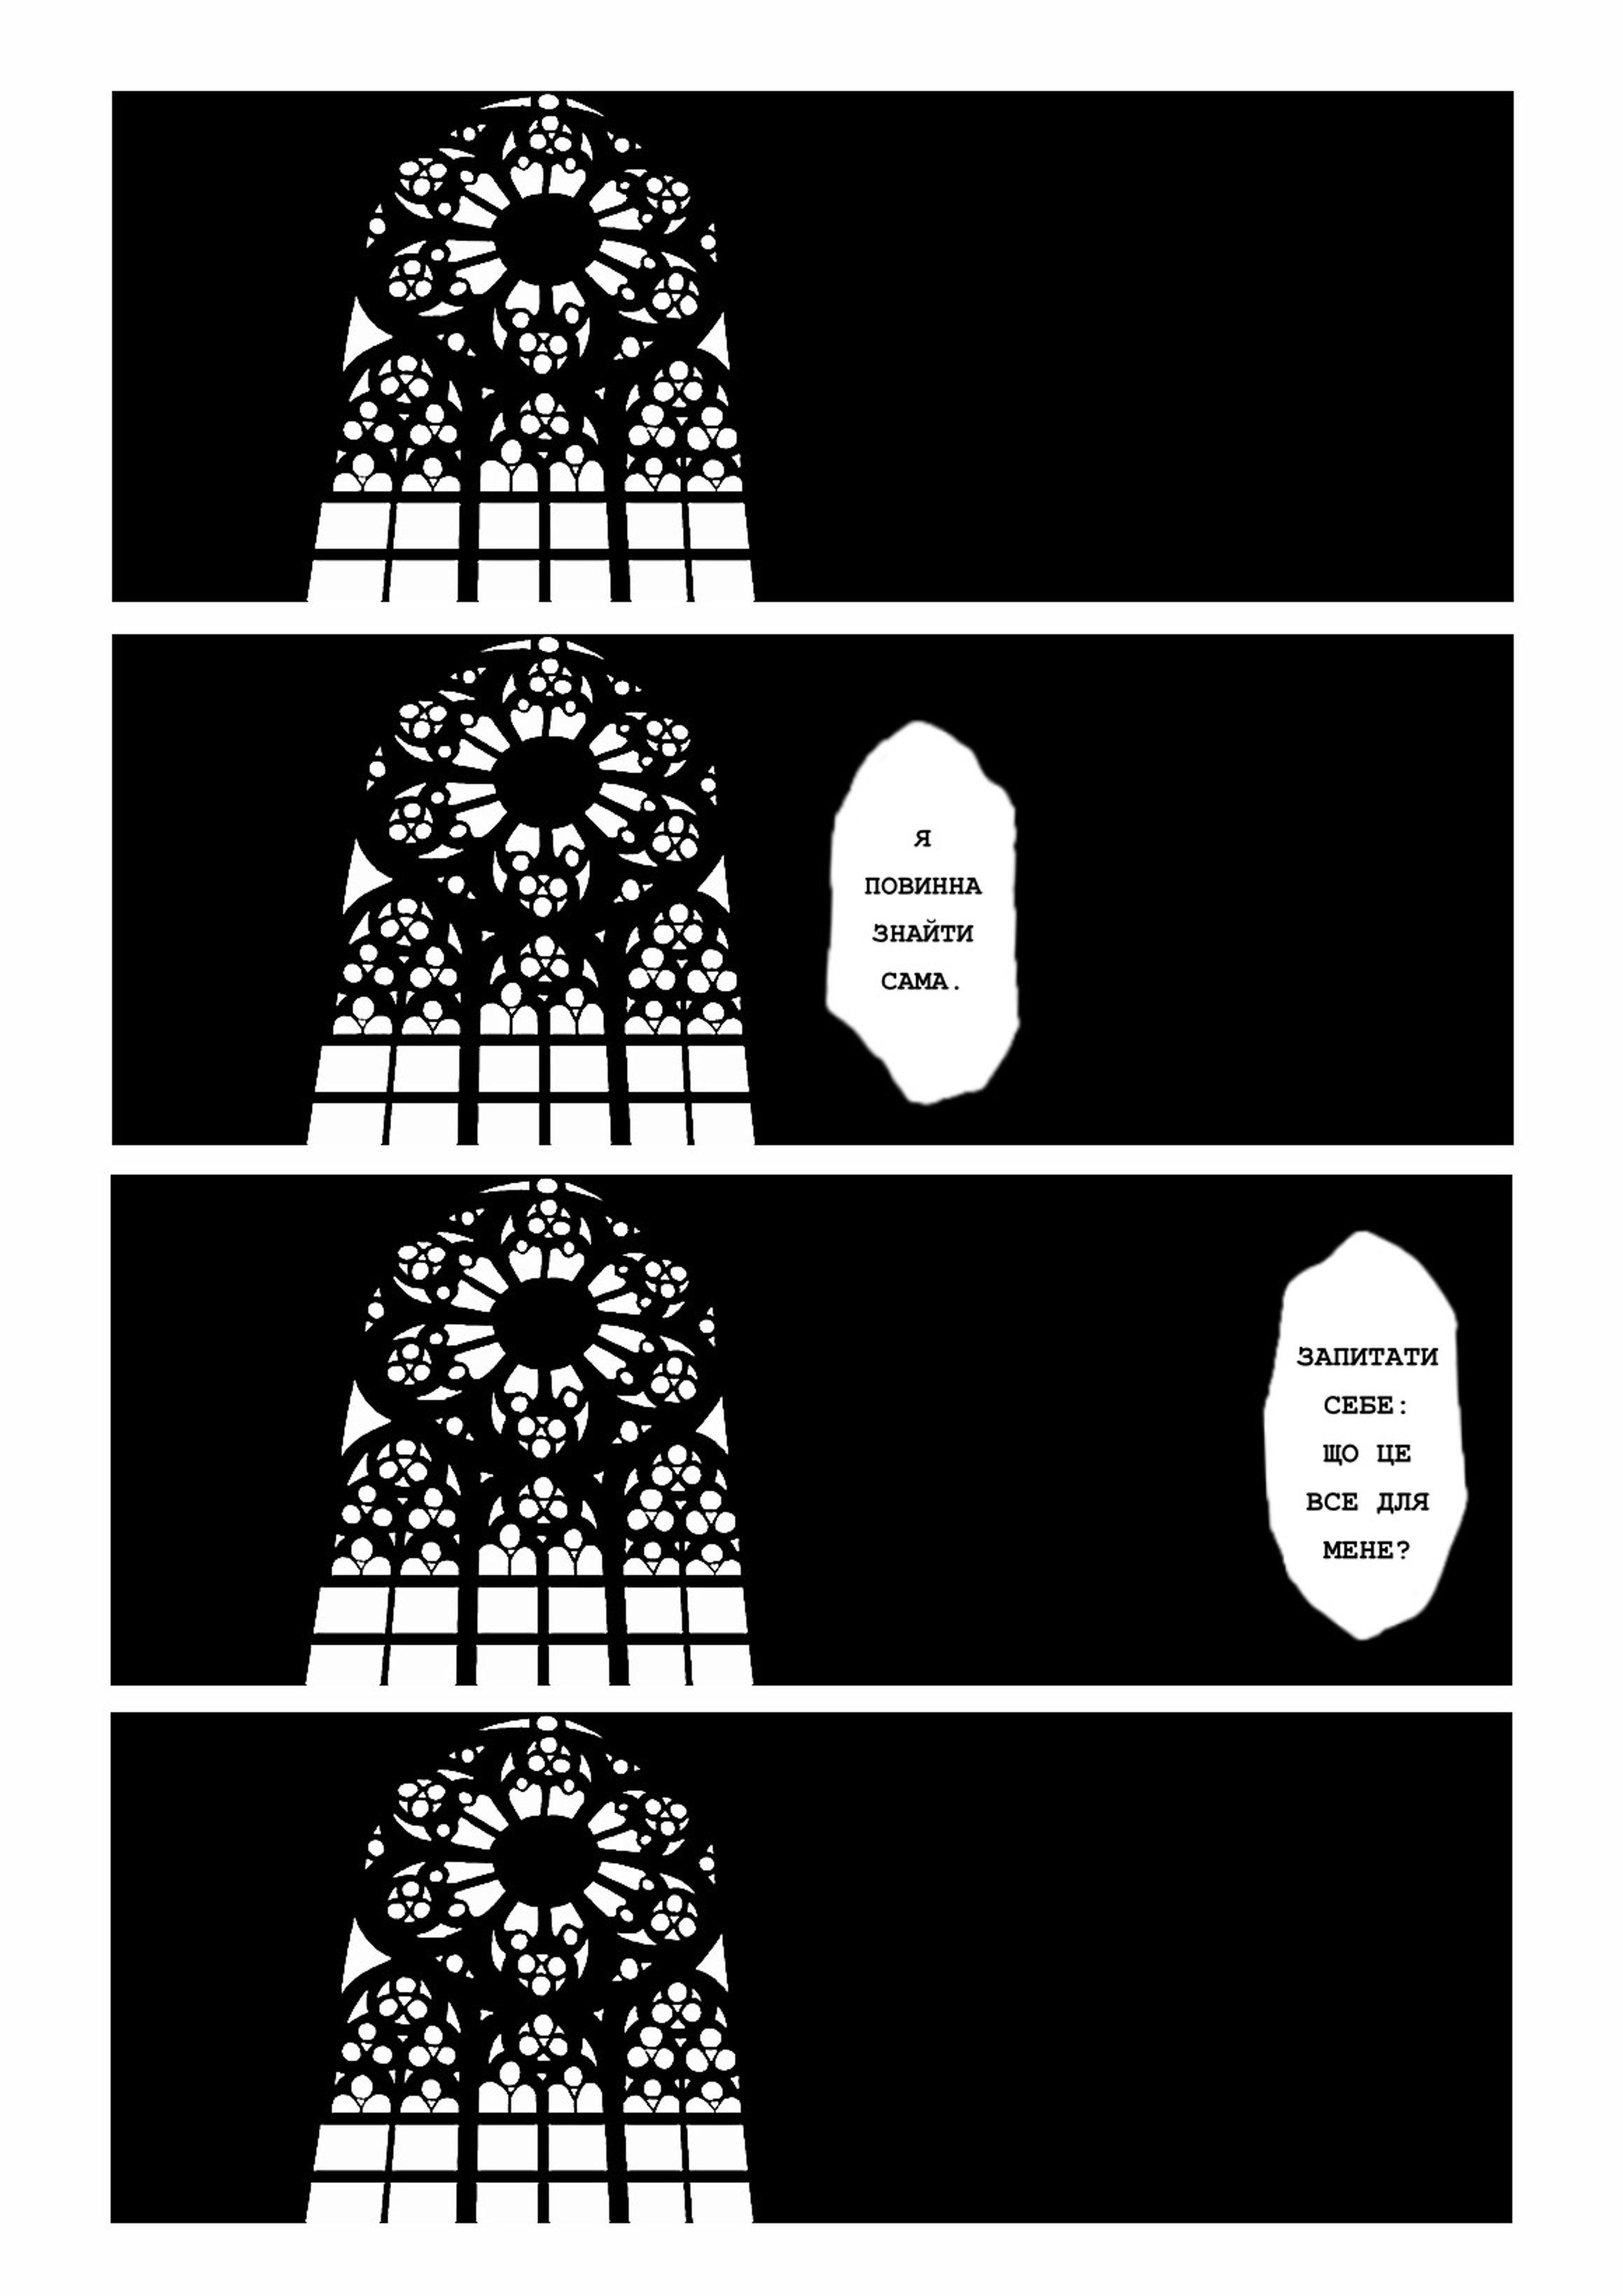 Я
ПОВИННА
ЗНАЙТИ
САМА.
ЗАПИТАТИ
СЕБЕ:
ЩО ЦЕ
ВСЕ ДЛЯ
МЕНЕ?